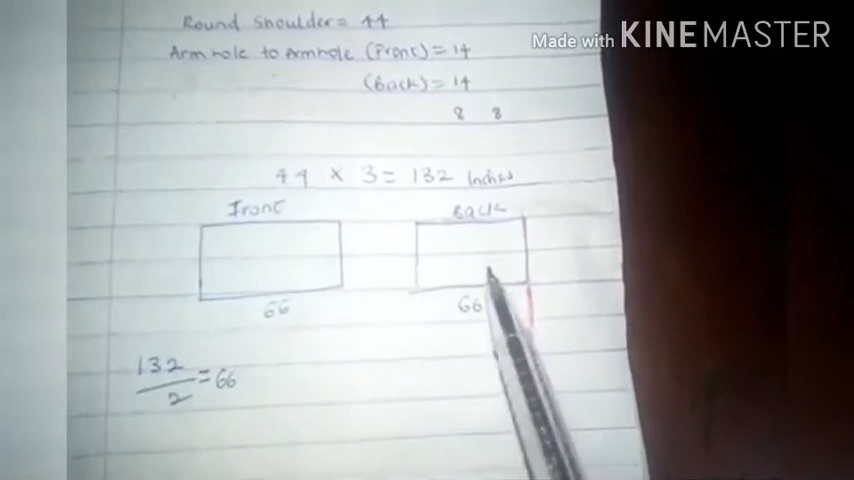 Round Shoulder = 44
Made with KINEMASTER
Armhole to Armhole (Front) = 14
(Back) = 14
8 8
44 x 3 = 132 Inches
Front Back
66 66
132
2
= 66